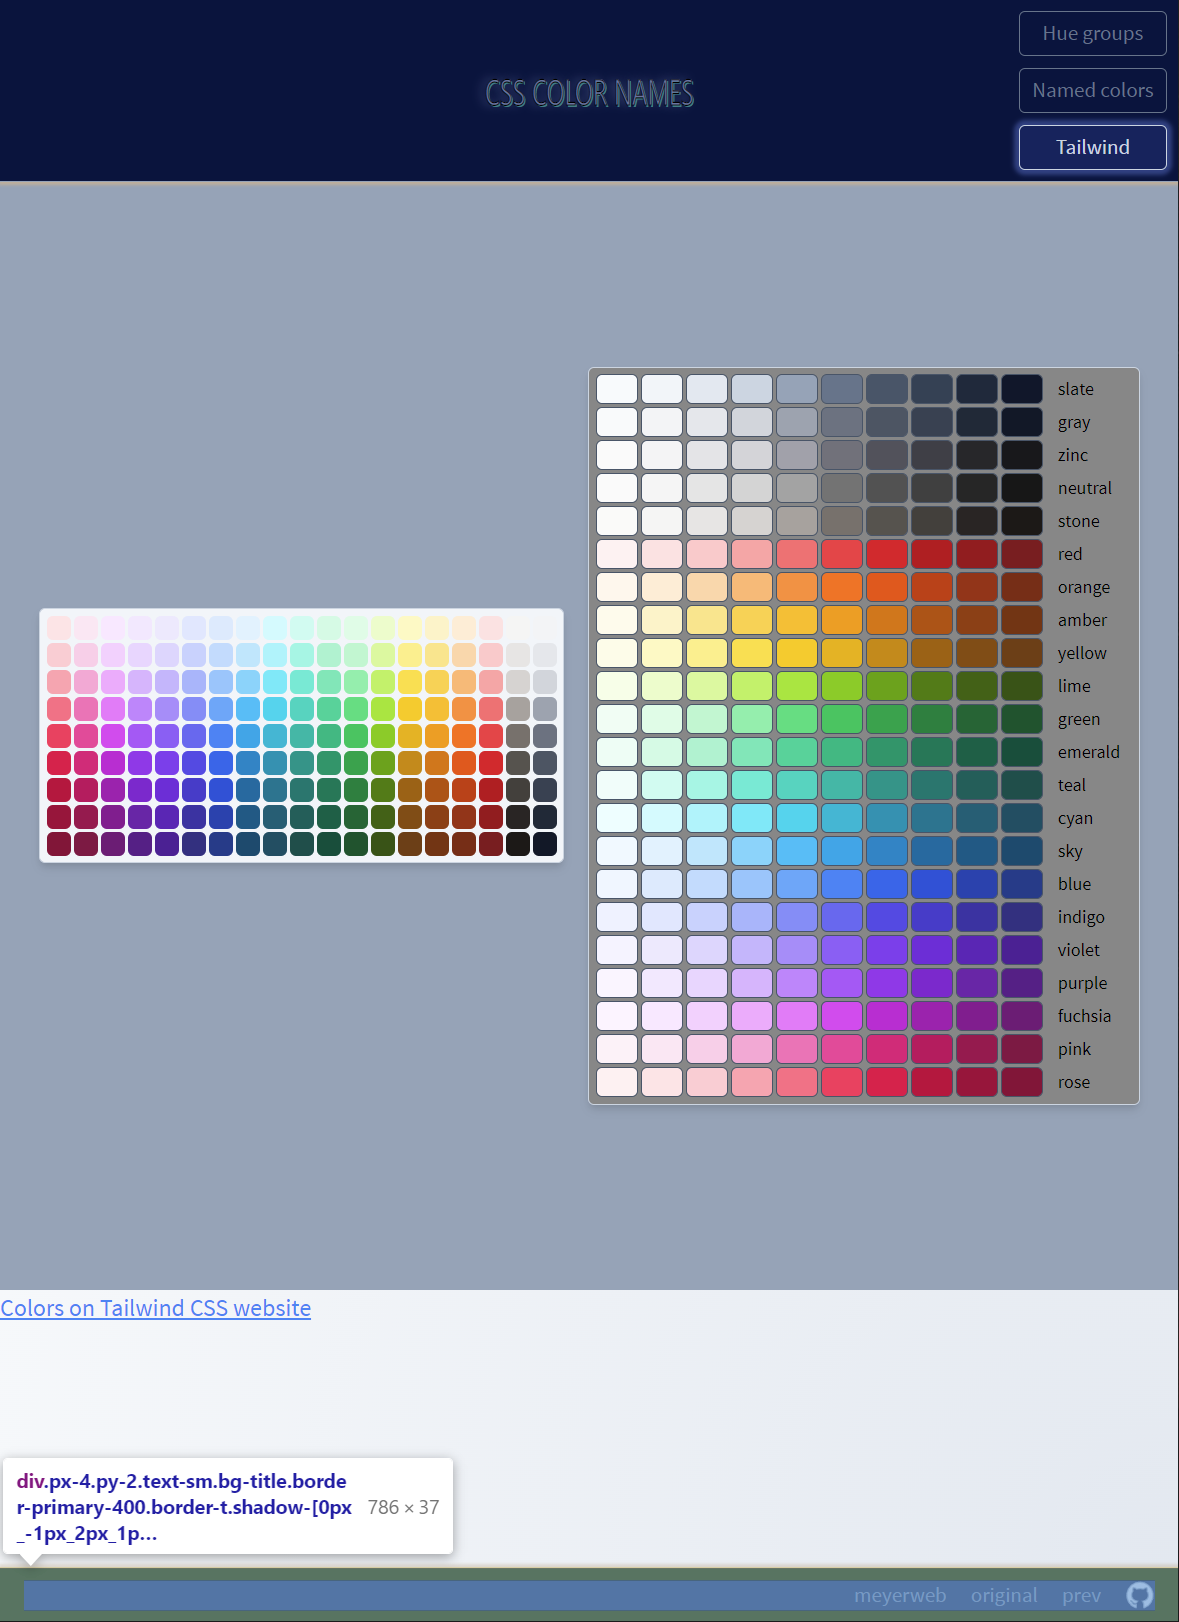 Hue groups
CSS COLOR NAMES
Named colors
Tailwind
slate
gray
zinc
neutral
stone
red
orange
amber
yellow
lime
green
emerald
teal
cyan
sky
blue
indigo
violet
purple
fuchsia
pink
rose
Colors on Tailwind CSS website
div.px-4.py-2.text-sm.bg-title.borde
r-primary-400.border-t.shadow-[0px
_-1px_2px_1p...
786 × 37
meyerweb original prev